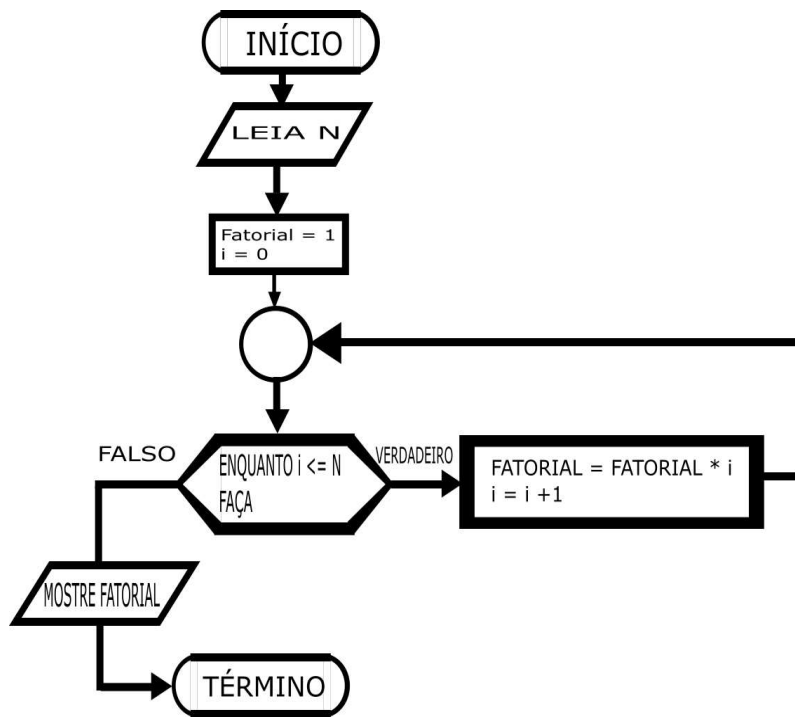 INÍCIO
LEIA N
Fatorial = 1
i = 0
FALSO
ENQUANTO i <= N
FAÇA
VERDADEIRO
FATORIAL = FATORIAL * i
i = i +1
MOSTRE FATORIAL
TÉRMINO